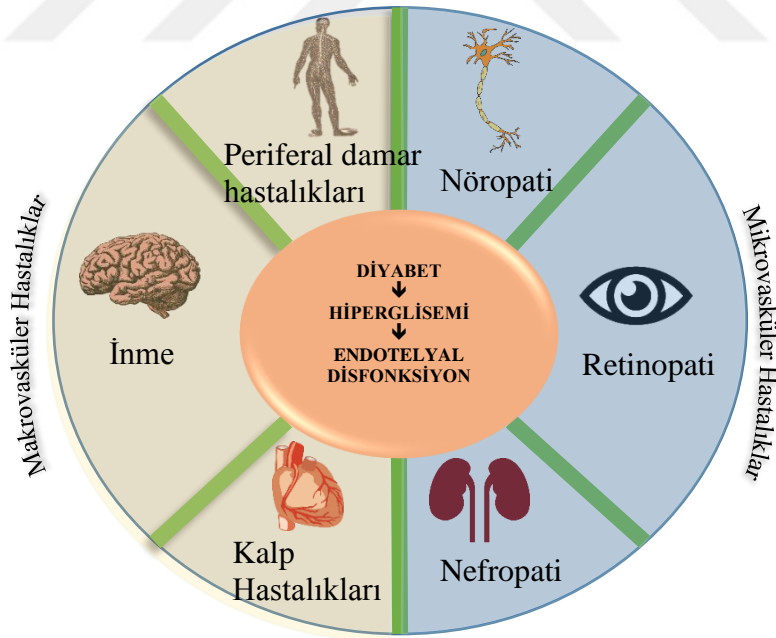 Periferal damar
hastalıkları
Nöropati
Makrovasküler Hastalıklar
İnme
DİYABET
HİPERGLİSEMİ
ENDOTELYAL
DİSFONKSİYON
Retinopati
Mikrovasküler Hastalıklar
Kalp
Hastalıkları
Nefropati